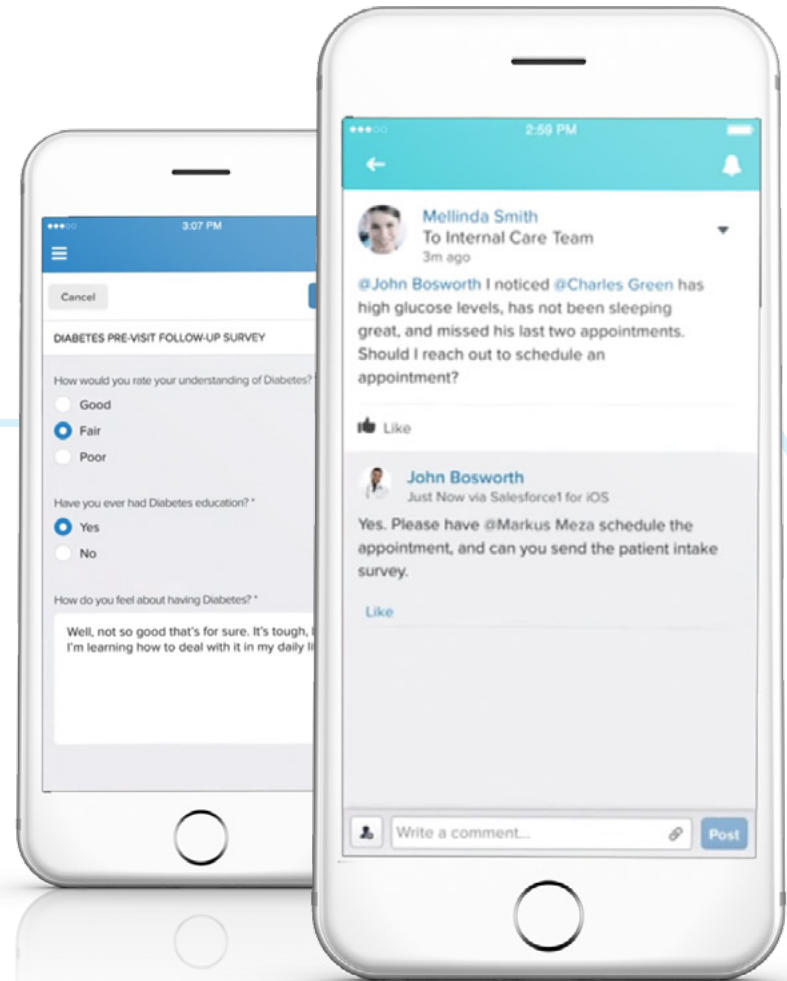 3:07 PM
Cancel
DIABETES PRE-VISIT FOLLOW-UP SURVEY
How would you rate your understanding of Diabetes?
Good
Fair
Poor
Have you ever had Diabetes education? *
Yes
No
How do you feel about having Diabetes? *
Well, not so good that's for sure. It's tough,
I'm learning how to deal with it in my daily
2:59 PM
Mellinda Smith
To Internal Care Team
3m ago
@John Bosworth I noticed @Charles Green has
high glucose levels, has not been sleeping
great, and missed his last two appointments.
Should I reach out to schedule an
appointment?
Like
John Bosworth
Just Now via Salesforce1 for iOS
Yes. Please have @Markus Meza schedule the
appointment, and can you send the patient intake
survey.
Like
Write a comment...
Post